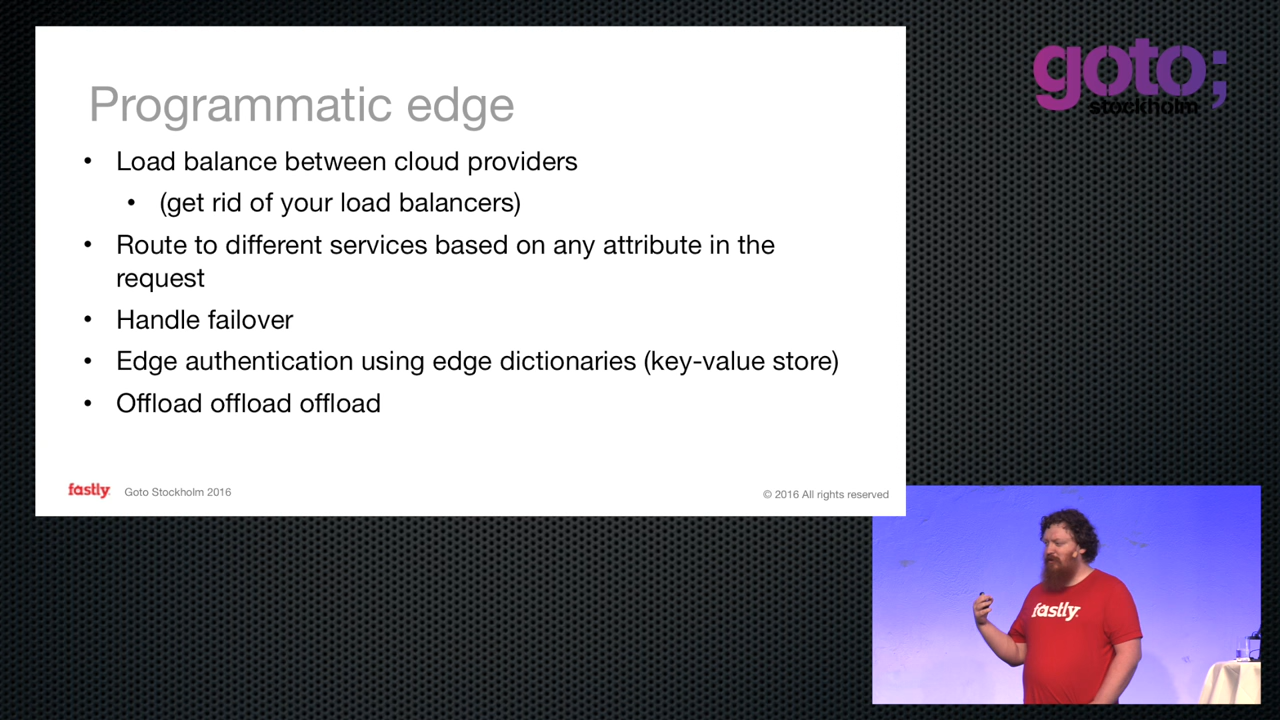 Programmatic edge
• Load balance between cloud providers
• (get rid of your load balancers)
• Route to different services based on any attribute in the
request
• Handle failover
• Edge authentication using edge dictionaries (key-value store)
• Offload offload offload
fastly
Goto Stockholm 2016
© 2016 All rights reserved
goto;
stockholm
fastly.